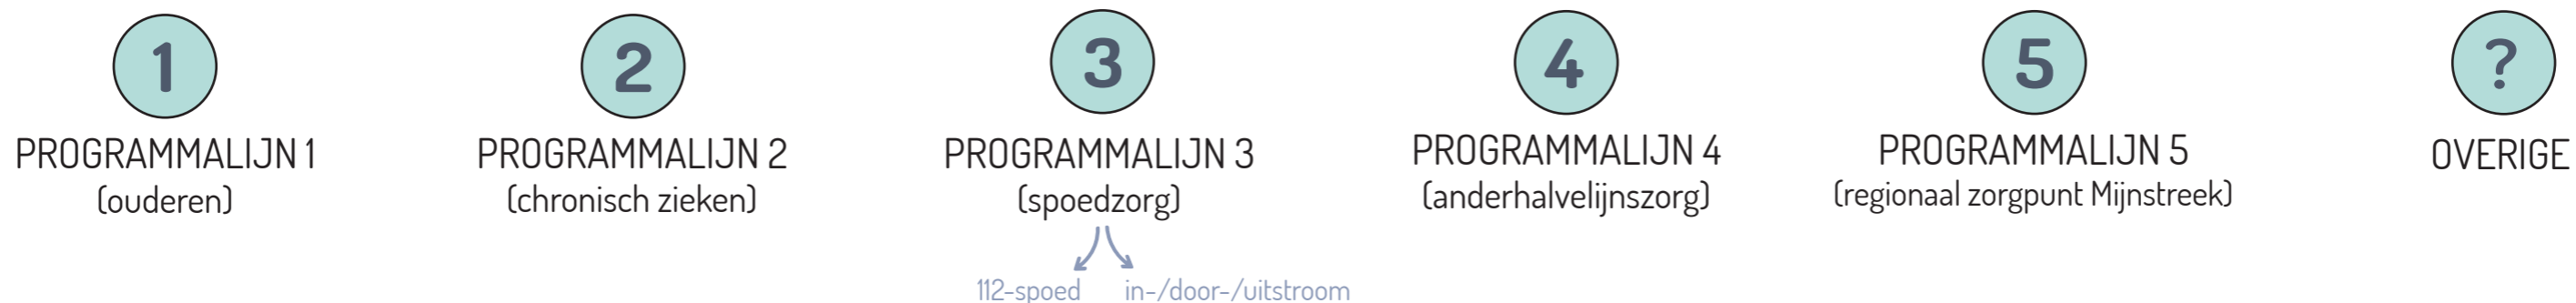 1
PROGRAMMALIJN 1
(ouderen)
2
PROGRAMMALIJN 2
(chronisch zieken)
3
PROGRAMMALIJN 3
(spoedzorg)
112-spoed
in-/door-/uitstroom
4
PROGRAMMALIJN 4
(anderhalvelijnszorg)
5
PROGRAMMALIJN 5
(regionaal zorgpunt Mijnstreek)
?
OVERIGE